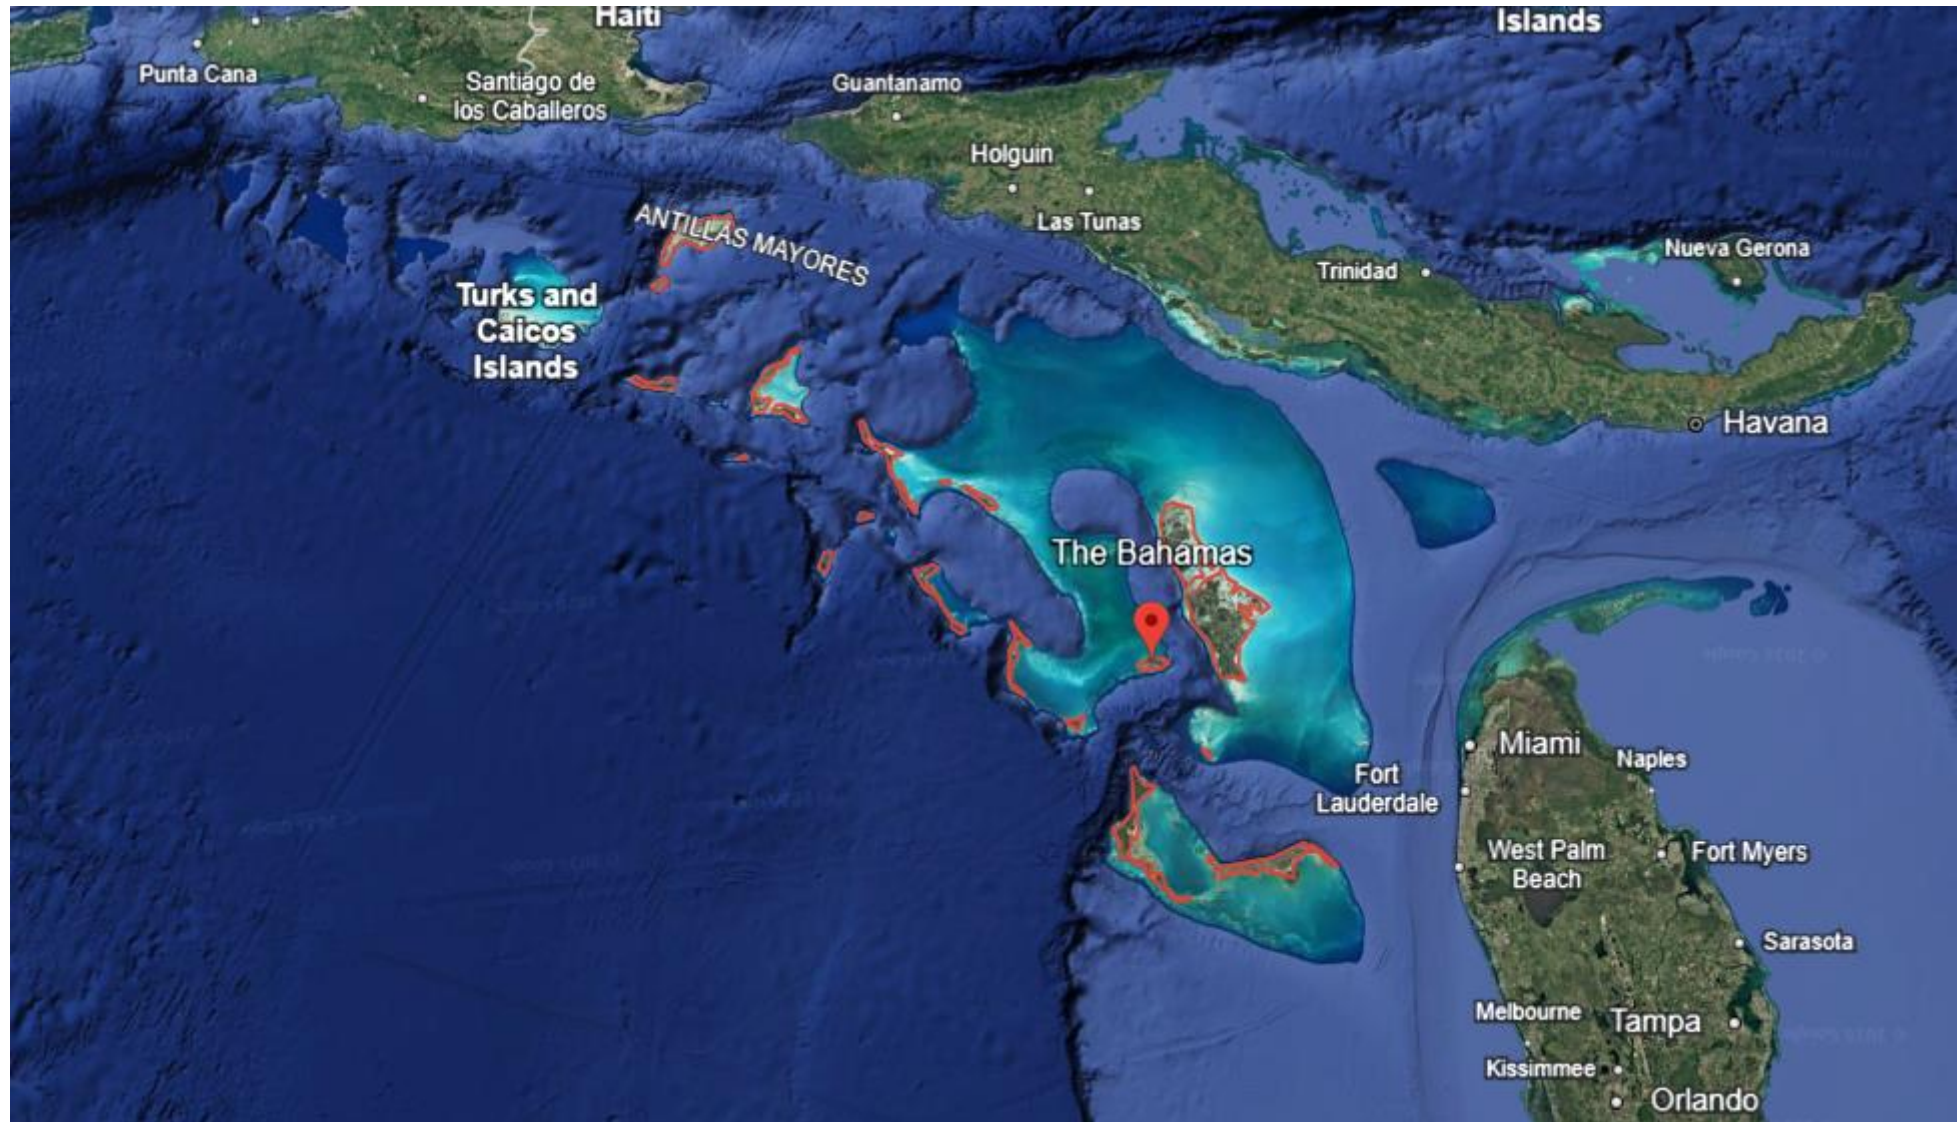 Haiti
Islands
Punta Cana
Santiago de
los Caballeros
Guantanamo
Holguin
Las Tunas
ANTILLAS MAYORES
Nueva Gerona
Trinidad
Turks and
Caicos
Islands
Havana
The Bahamas
Miami
Naples
Fort
Lauderdale
West Palm
Beach
Fort Myers
Sarasota
Melbourne
Tampa
Kissimmee
Orlando